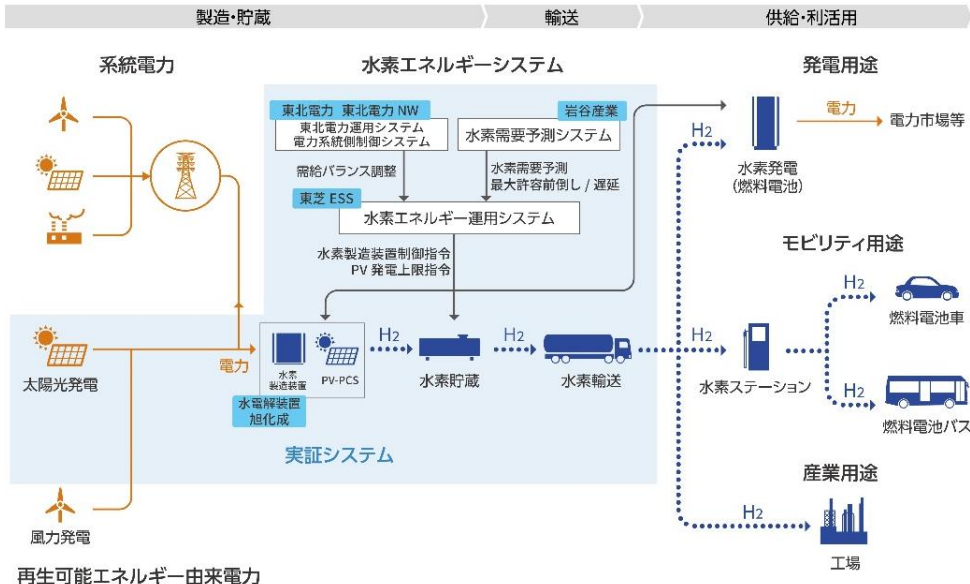 製造・貯蔵
輸送
供給・利活用
系統電力
水素エネルギーシステム
発電用途
東北電力 東北電力 NW
東北電力運用システム
電力系統側制御システム
岩谷産業
水素需要予測システム
需給バランス調整
水素需要予測
最大許容前倒し / 遅延
東芝 ESS
水素エネルギー運用システム
水素製造装置制御指令
PV 発電上限指令
H2
電力
電力市場等
水素発電
(燃料電池)
モビリティ用途
H2
燃料電池車
太陽光発電
電力
水素
製造装置
PV-PCS
H2
水素貯蔵
H2
水素輸送
H2
水素ステーション
H2
燃料電池バス
水電解装置
旭化成
実証システム
産業用途
H2
工場
風力発電
再生可能エネルギー由来電力